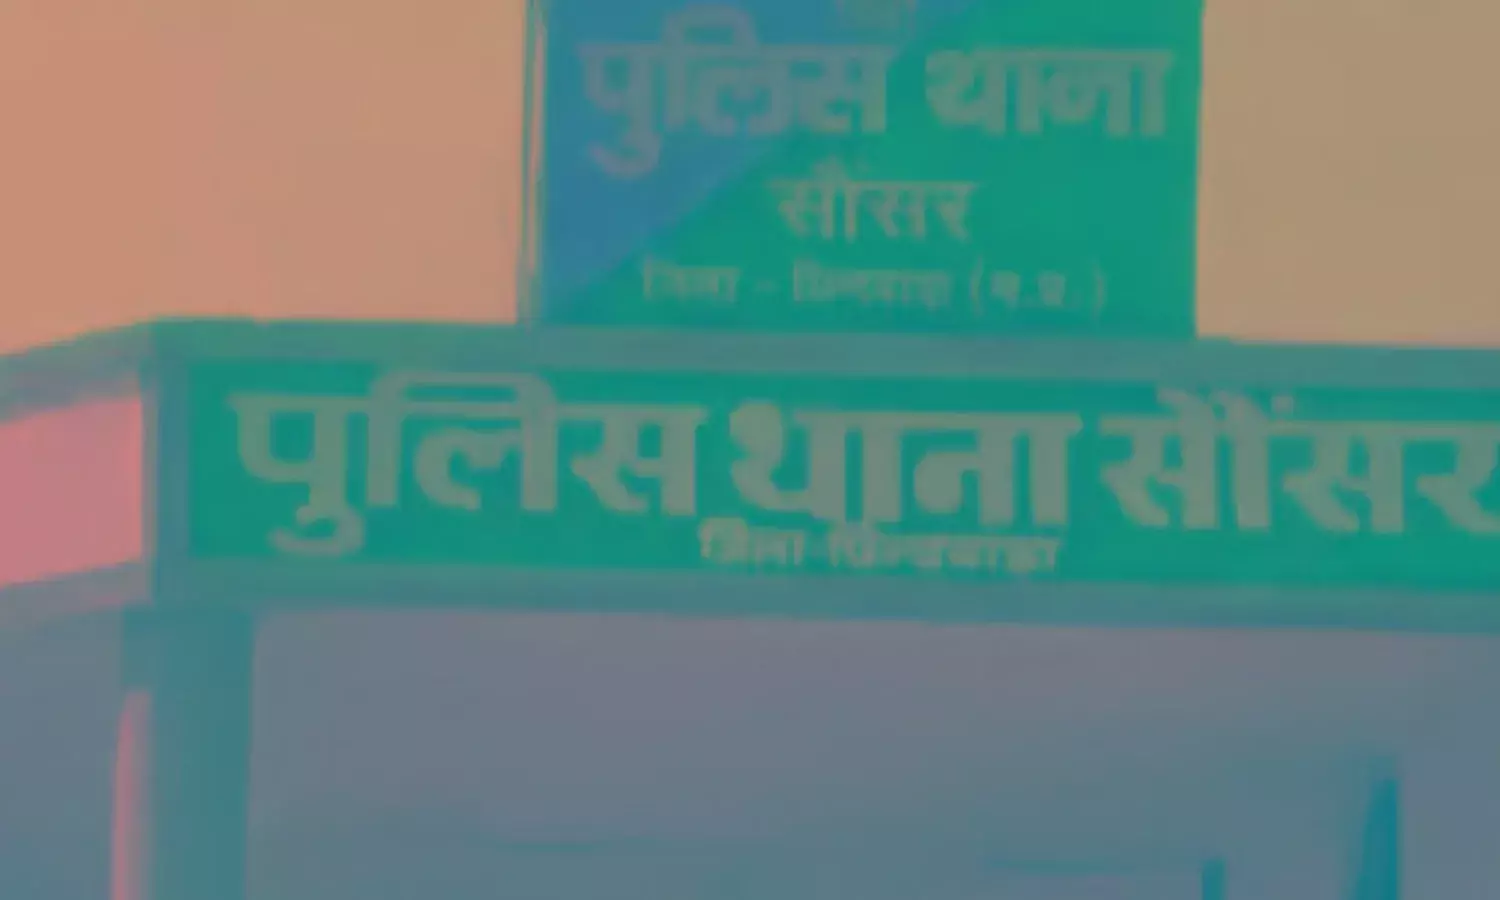 पुलिस थाना
सौंसर
जिला - छिन्दवाड़ा (म.प्र.)
पुलिस थाना सौंसर
जिला-छिन्दवाड़ा